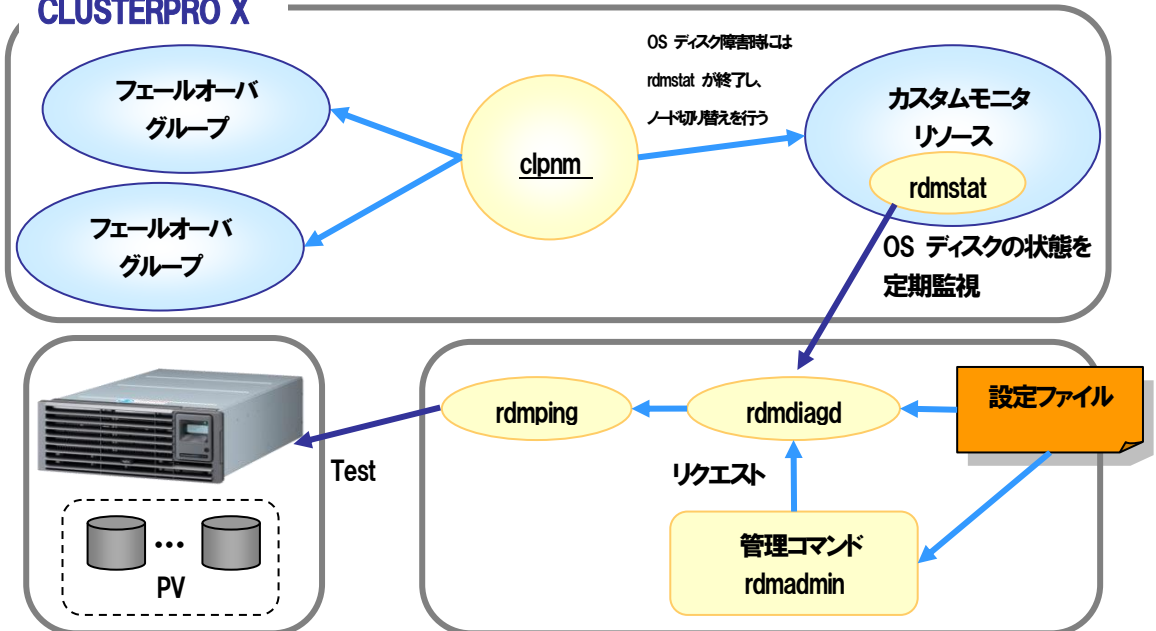 CLUSTERPRO X
フェールオーバ
グループ
フェールオーバ
グループ
clpnm
OS ディスク障害時には
rdmstat が終了し、
ノード切り替えを行う
カスタムモニタ
リソース
rdmstat
OS ディスクの状態を
定期監視
Test
PV
rdmping
rdmdiagd
設定ファイル
リクエスト
管理コマンド
rdmadmin